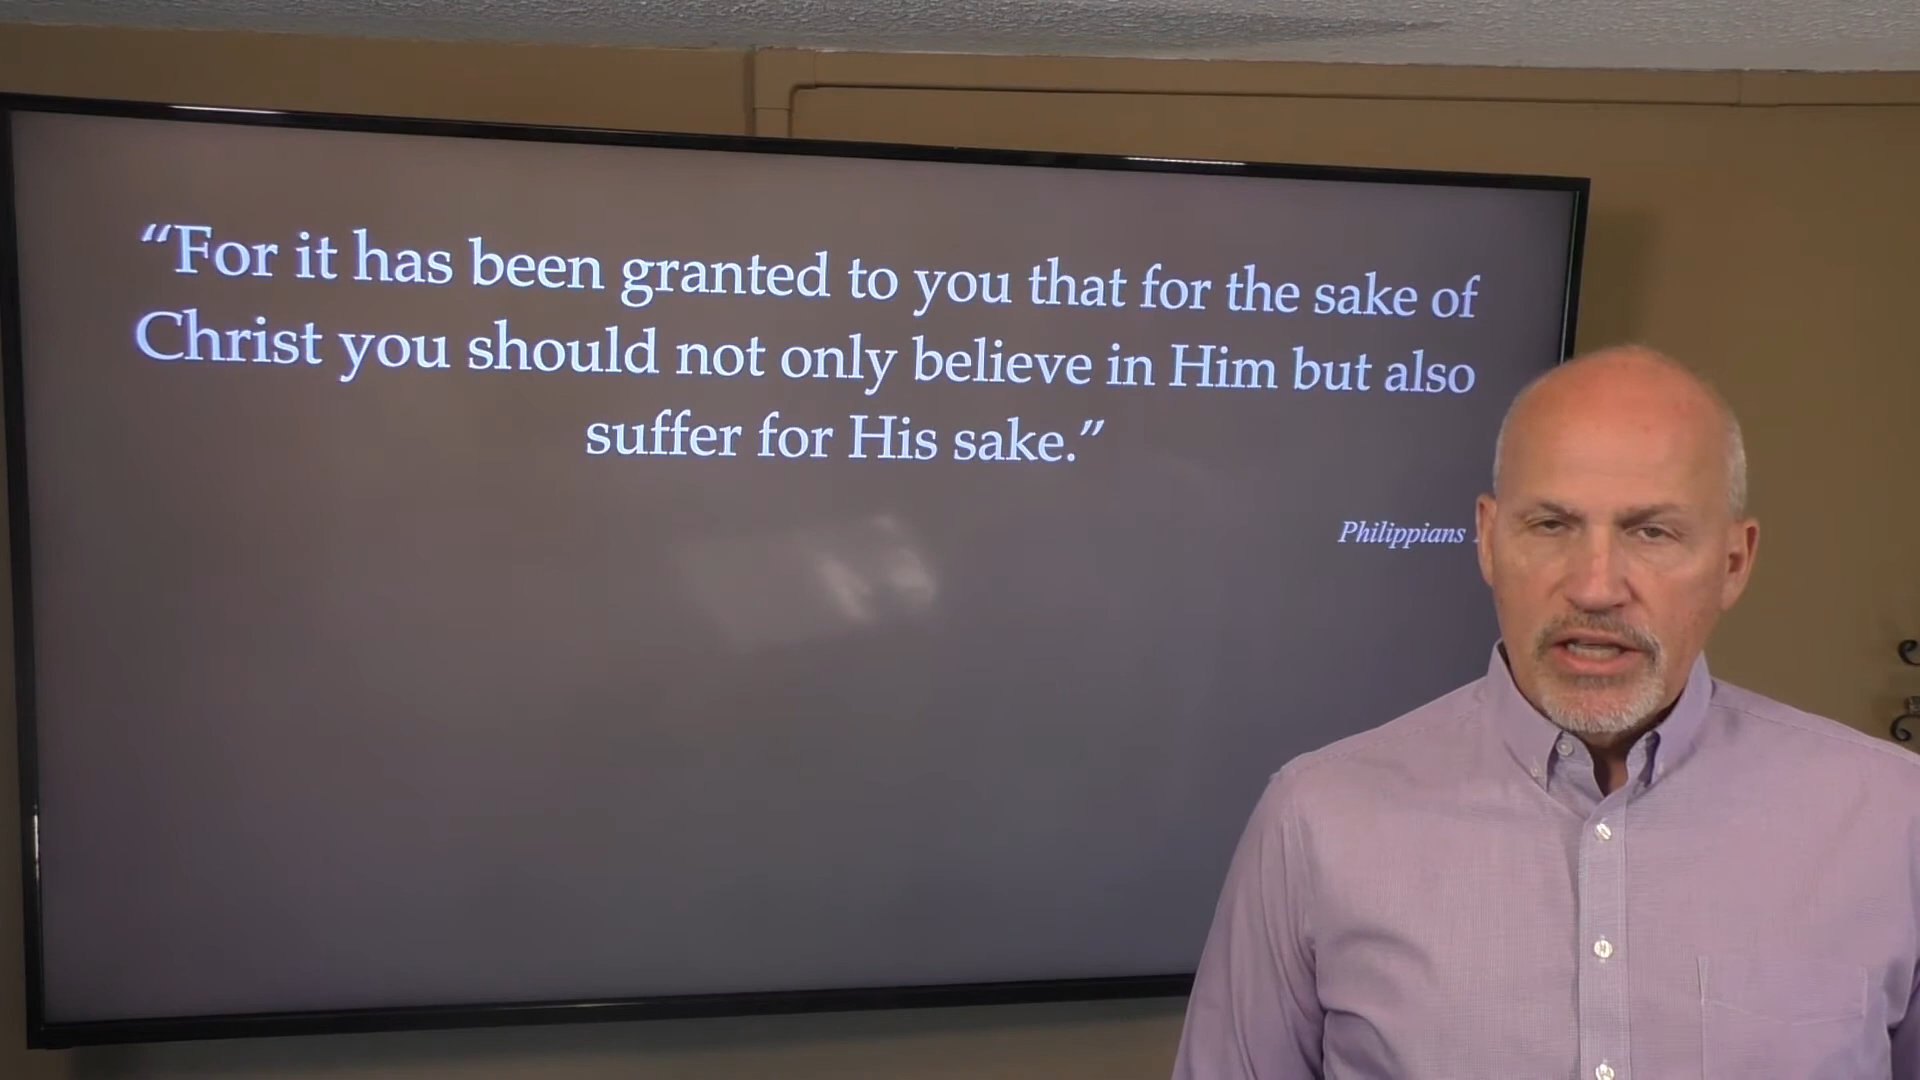 “For it has been granted to you that for the sake of
Christ you should not only believe in Him but also
suffer for His sake.”
Philippians